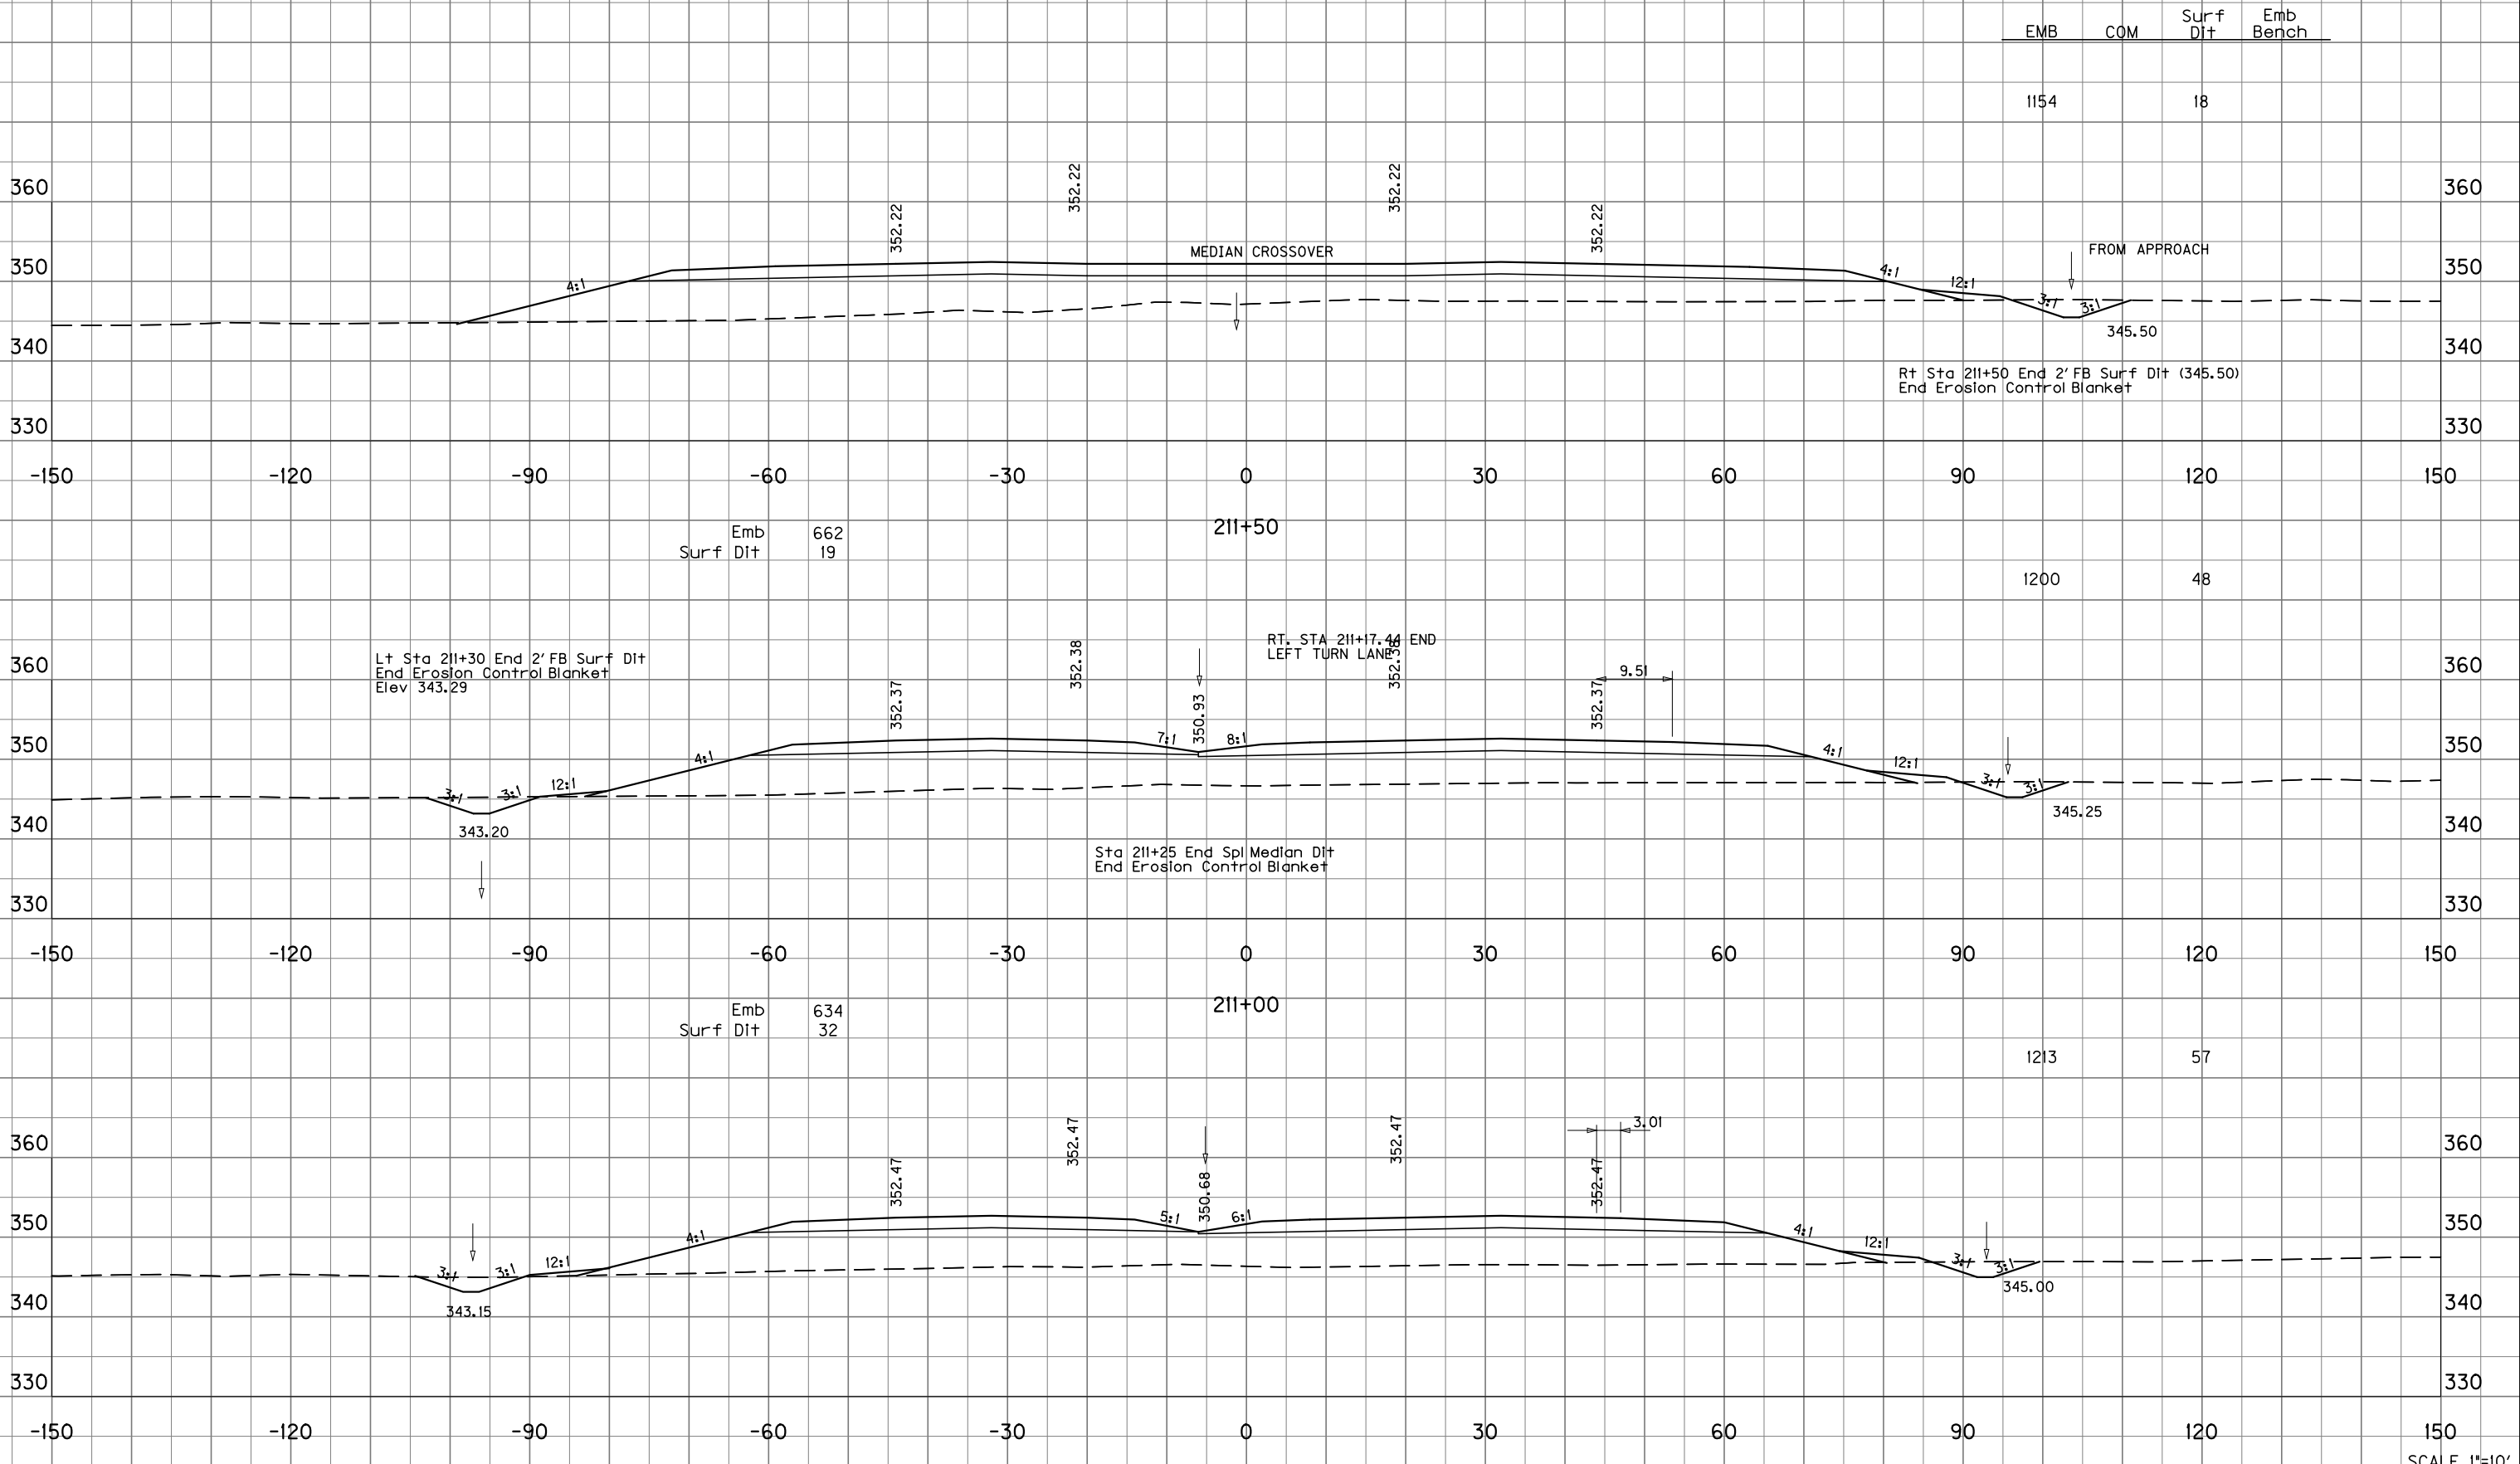 Surf Emb
EMB COM Dit Bench
1154 18
352.22 352.22
352.22 352.22
360 360
MEDIAN CROSSOVER
FROM APPROACH
350 350
4:1 4:1 12:1 3:1 3:1
345.50
340 340
Rt Sta 211+50 End 2' FB Surf Dit (345.50)
End Erosion Control Blanket
330 330
-150 -120 -90 -60 -30 0 30 60 90 120 150
211+50
Emb 662
Surf Dit 19
1200 48
RT. STA 211+17.44 END
LEFT TURN LANE
352.38 352.38
Lt Sta 211+30 End 2' FB Surf Dit
End Erosion Control Blanket
Elev 343.29
360 360
9.51
352.37 350.93 352.37
350 350
3:1 3:1 12:1 4:1 7:1 8:1 4:1 12:1 3:1 3:1
343.20 345.25
340 340
Sta 211+25 End Spl Median Dit
End Erosion Control Blanket
330 330
-150 -120 -90 -60 -30 0 30 60 90 120 150
211+00
Emb 634
Surf Dit 32
1213 57
352.47 352.47
3.01
360 360
352.47 350.68 352.47
350 350
3:1 3:1 12:1 4:1 5:1 6:1 4:1 12:1 3:1 3:1
343.15 345.00
340 340
330 330
-150 -120 -90 -60 -30 0 30 60 90 120 150
SCALE 1"=10'